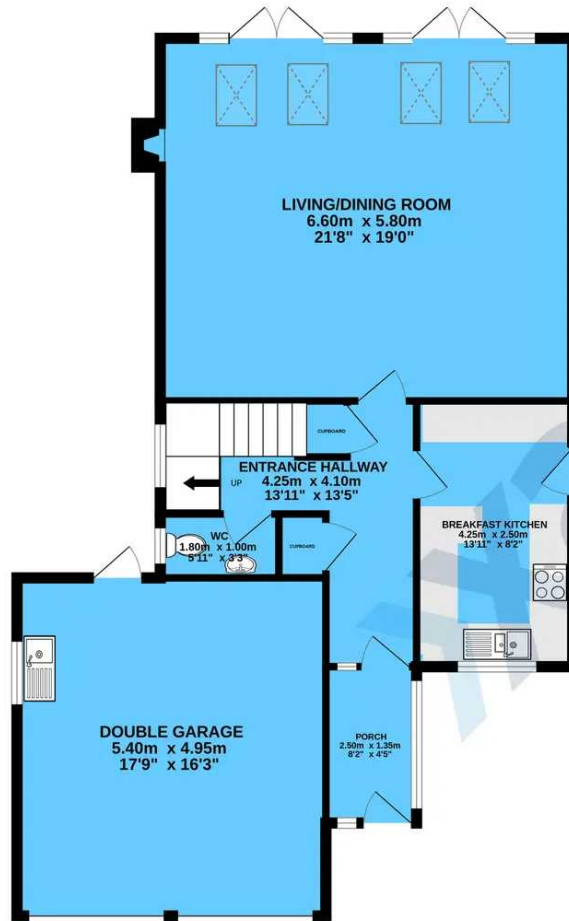 LIVING/DINING ROOM
6.60m x 5.80m
21'8" x 19'0"
CUPBOARD
ENTRANCE HALLWAY
4.25m x 4.10m
13'11" x 13'5"
UP
WC
1.80m x 1.00m
5'11" x 3'3"
CUPBOARD
BREAKFAST KITCHEN
4.25m x 2.50m
13'11" x 8'2"
DOUBLE GARAGE
5.40m x 4.95m
17'9" x 16'3"
PORCH
2.50m x 1.35m
8'2" x 4'5"